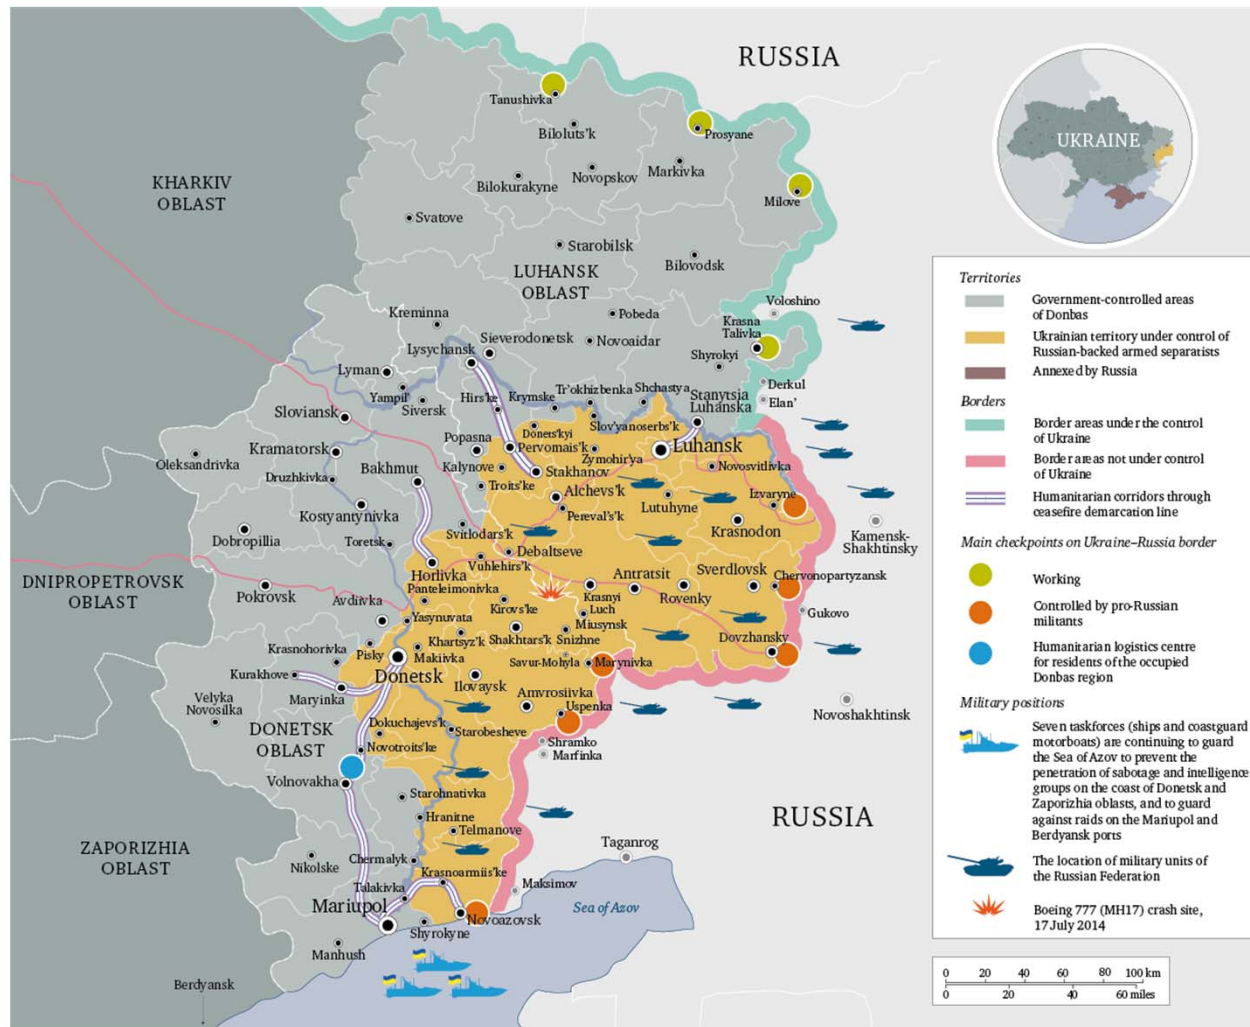 RUSSIA
Tanushivka
Biloluts'k
Prosyane
KHARKIV
OBLAST
Novopskov
Markivka
Bilokurakyne
Milove
Svatove
Starobilsk
Bilovodsk
LUHANSK
OBLAST
Kreminna
Pobeda
Voloshino
Krasna
Talivka
Sieverodonetsk
Lysychansk
Novoaidar
Shyrokyi
Lyman
Yampil'
Siversk
Hirs'ke
Krymske
Tr'okhizbenka
Shchastya
Stanytsia
Luhanska
Derkul
Elan'
Sloviansk
Donets'kyi
Slov'yanoserbs'k
Kramatorsk
Popasna
Pervomais'k
Zymohir'ya
Luhansk
Oleksandrivka
Bakhmut
Kalynove
Stakhanov
Novosvitlivka
Druzhkivka
Troits'ke
Alchevs'k
Lutuhyne
Izvaryne
Kostyantynivka
Pereval's'k
Krasnodon
Dobropillia
Toretsk
Svitlodars'k
Debaltseve
Kamensk-
Shakhtinsky
Vuhlehirs'k
Horlivka
DNIPROPETROVSK
OBLAST
Pokrovsk
Avdiivka
Panteleimonivka
Kirovs'ke
Krasnyi
Luch
Antratsit
Rovenky
Sverdlovsk
Chervonopartyzansk
Gukovo
Yasynuvata
Miusynsk
Khartsyz'k
Shakhtars'k
Snizhne
Dovzhansky
Krasnohorivka
Pisky
Makiivka
Savur-Mohyla
Marynivka
Donetsk
Kurakhove
Maryinka
Ilovaysk
Amvrosiivka
Uspenka
Velyka
Novosilka
Novoshakhtinsk
DONETSK
OBLAST
Dokuchajevs'k
Starobesheve
Novotroits'ke
Shramko
Marfinka
Volnovakha
Starohnativka
Hranitne
Telmanove
RUSSIA
ZAPORIZHIA
OBLAST
Nikolske
Chermalyk
Krasnoarmiis'ke
Taganrog
Talakivka
Maksimov
Mariupol
Novoazovsk
Sea of Azov
Shyrokyne
Manhush
Berdyansk
UKRAINE
Territories
Government-controlled areas
of Donbas
Ukrainian territory under control of
Russian-backed armed separatists
Annexed by Russia
Borders
Border areas under the control
of Ukraine
Border areas not under control
of Ukraine
Humanitarian corridors through
ceasefire demarcation line
Main checkpoints on Ukraine–Russia border
Working
Controlled by pro-Russian
militants
Humanitarian logistics centre
for residents of the occupied
Donbas region
Military positions
Seven taskforces (ships and coastguard
motorboats) are continuing to guard
the Sea of Azov to prevent the
penetration of sabotage and intelligence
groups on the coast of Donetsk and
Zaporizhia oblasts, and to guard
against raids on the Mariupol and
Berdyansk ports
The location of military units of
the Russian Federation
Boeing 777 (MH17) crash site,
17 July 2014
0 20 40 60 80 100 km
0 20 40 60 miles